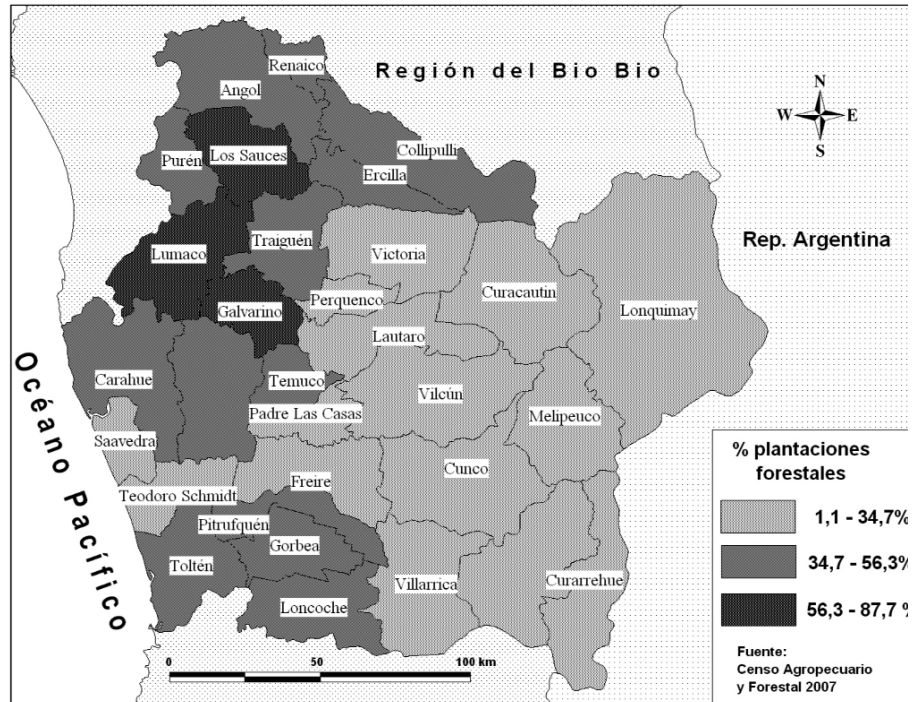 Región del Bio Bio
N
W E
S
Renaico
Angol
Collipulli
Los Sauces
Purén
Ercilla
Rep. Argentina
Traiguén
Lumaco
Victoria
Curacautin
Perquenco
Galvarino
Lonquimay
Lautaro
Océano Pacífico
Carahue
Temuco
Vilcún
Padre Las Casas
Melipeuco
Saavedra
Cunco
Freire
Teodoro Schmidt
Pitrufquén
Gorbea
Toltén
Villarrica
Curarrehue
Loncoche
% plantaciones
forestales
1,1 - 34,7%
34,7 - 56,3%
56,3 - 87,7 %
Fuente:
Censo Agropecuario
y Forestal 2007
0 50 100 km